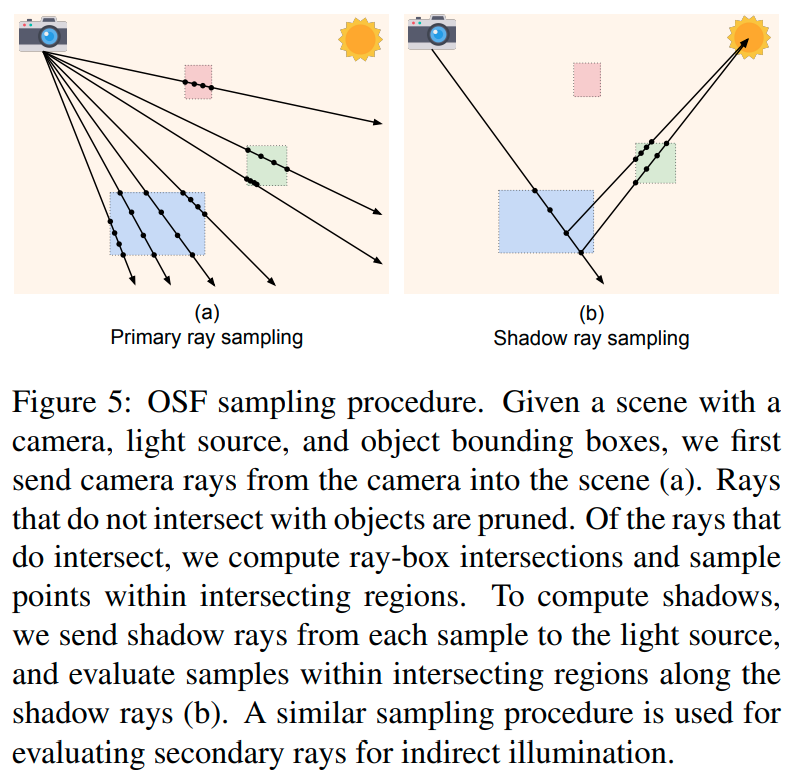 (a)
Primary ray sampling
(b)
Shadow ray sampling
Figure 5: OSF sampling procedure. Given a scene with a
camera, light source, and object bounding boxes, we first
send camera rays from the camera into the scene (a). Rays
that do not intersect with objects are pruned. Of the rays that
do intersect, we compute ray-box intersections and sample
points within intersecting regions. To compute shadows,
we send shadow rays from each sample to the light source,
and evaluate samples within intersecting regions along the
shadow rays (b). A similar sampling procedure is used for
evaluating secondary rays for indirect illumination.